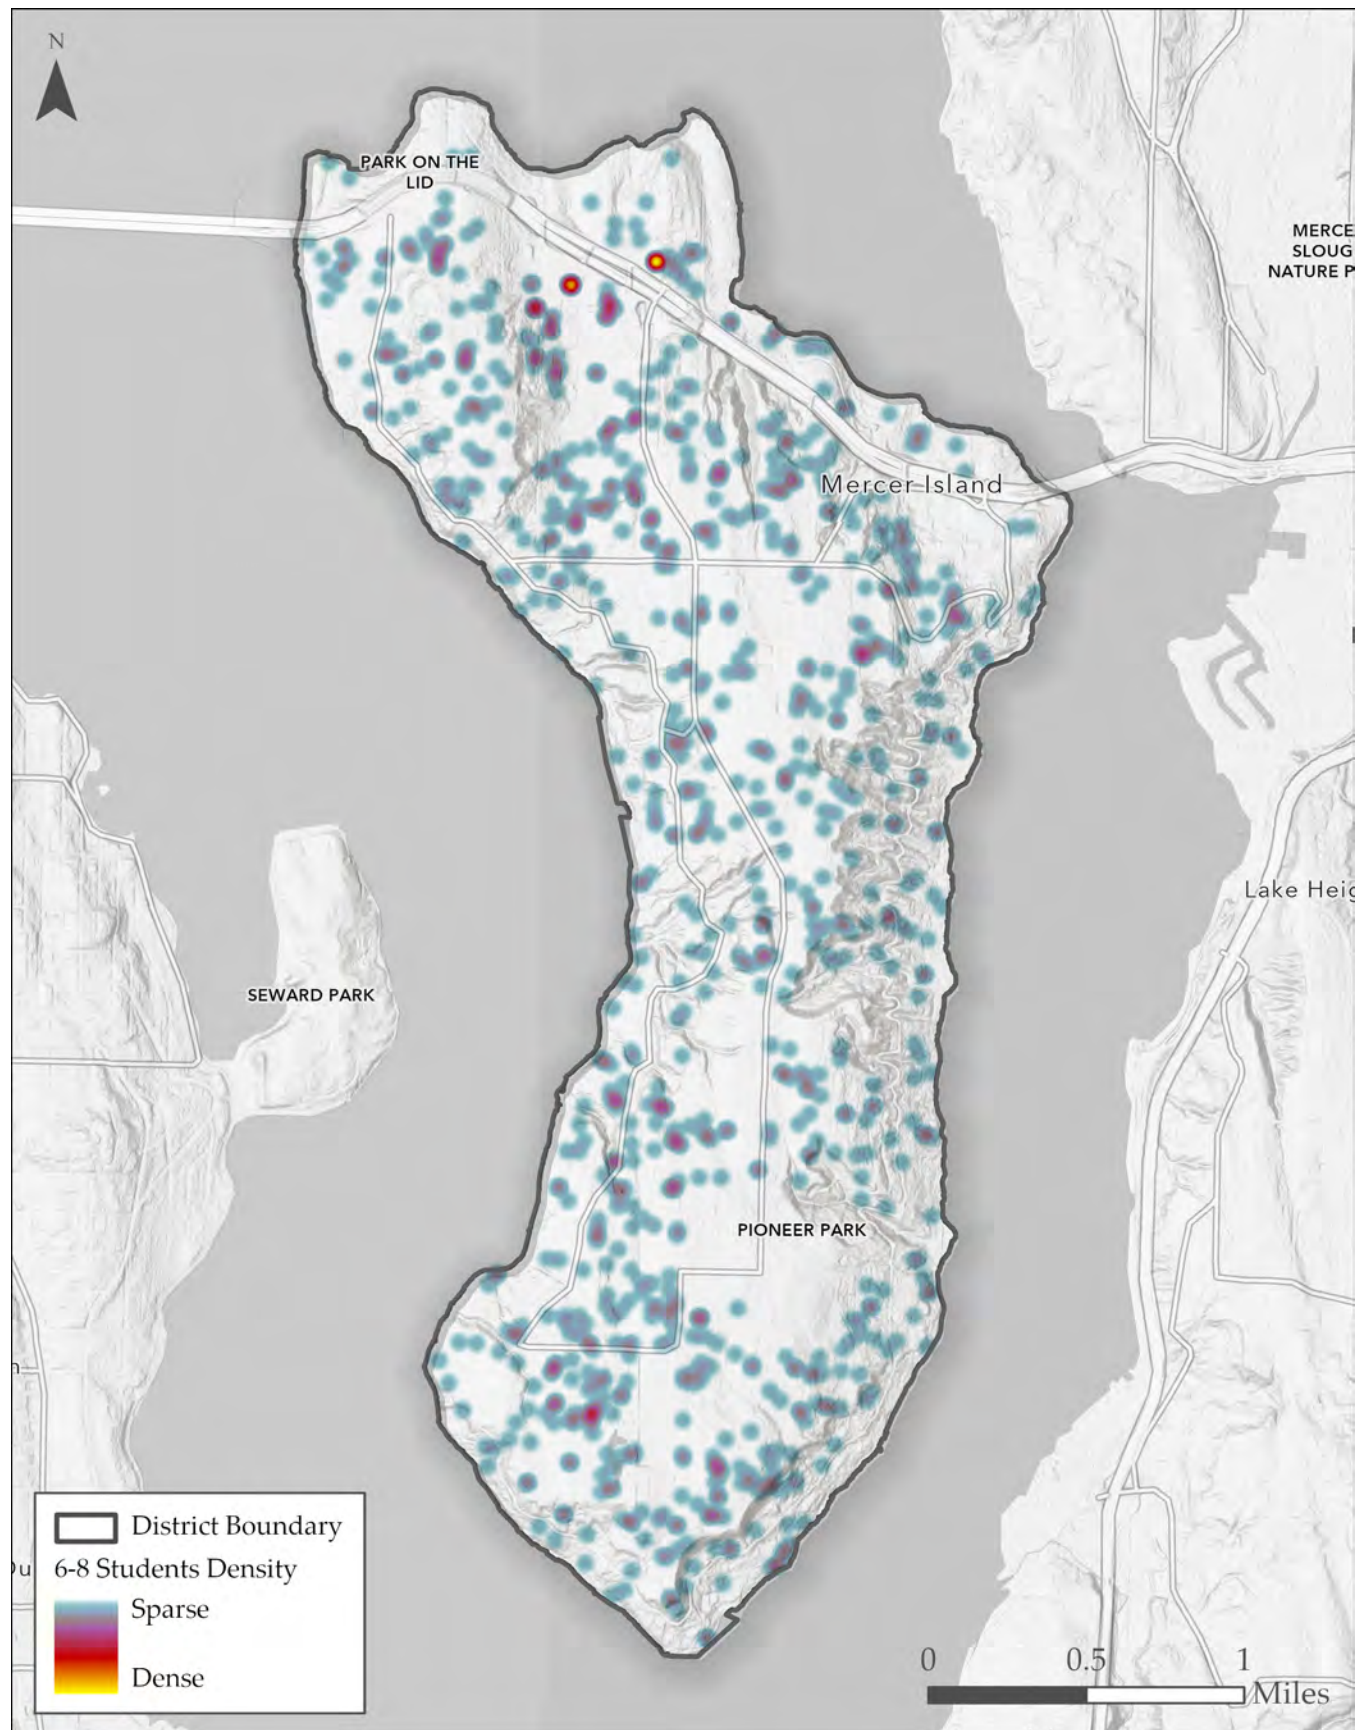 N
PARK ON THE
LID
MERCE
SLOUG
NATURE P
Mercer Island
Lake Heig
SEWARD PARK
PIONEER PARK
District Boundary
6-8 Students Density
Sparse
Dense
0 0.5 1
Miles